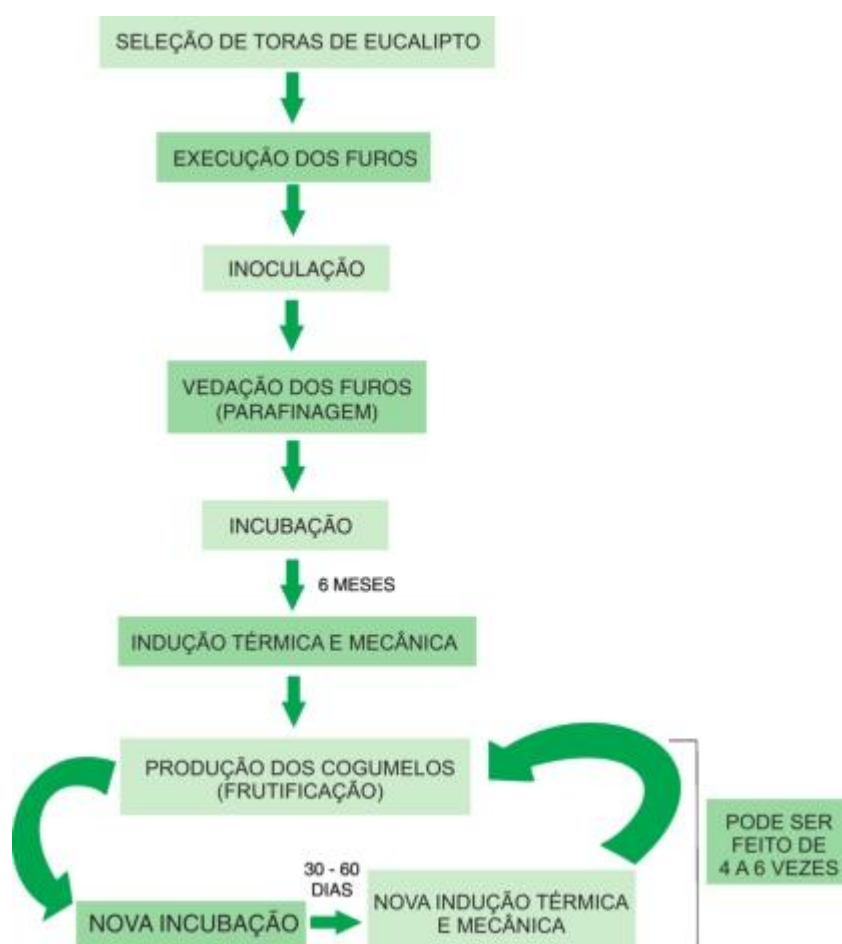 SELEÇÃO DE TORAS DE EUCALIPTO
EXECUÇÃO DOS FUROS
INOCULAÇÃO
VEDAÇÃO DOS FUROS
(PARAFINAGEM)
INCUBAÇÃO
6 MESES
INDUÇÃO TÉRMICA E MECÂNICA
PRODUÇÃO DOS COGUMELOS
(FRUTIFICAÇÃO)
PODE SER
FEITO DE
4 A 6 VEZES
30 - 60
DIAS
NOVA INCUBAÇÃO
NOVA INDUÇÃO TÉRMICA
E MECÂNICA